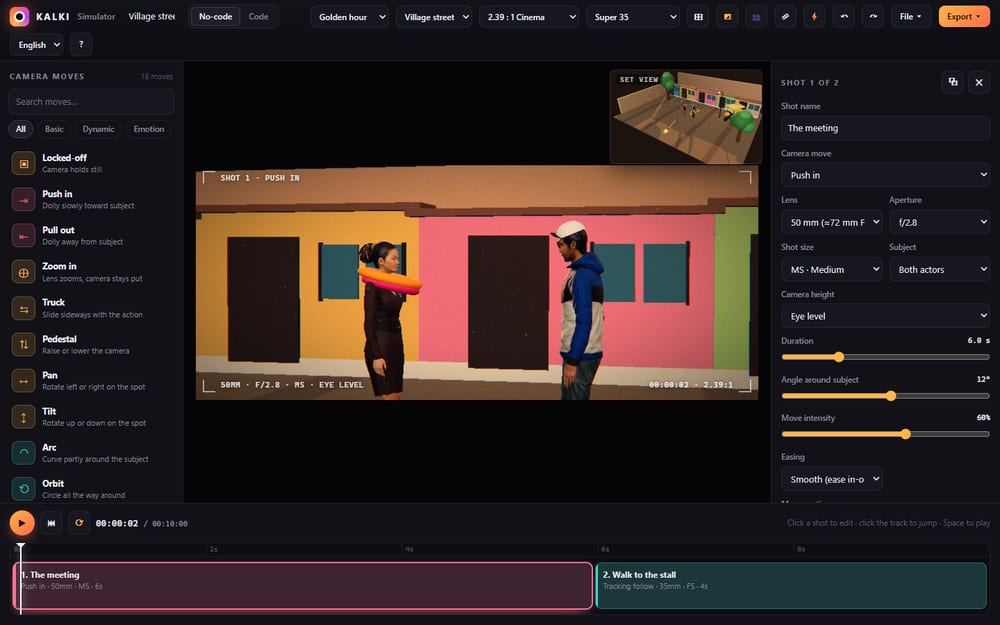 KALKI Simulator Village stree No-code Code Golden hour Village street 2.39 : 1 Cinema Super 35 File Export
English ?
CAMERA MOVES 18 moves
Search moves...
All Basic Dynamic Emotion
Locked-off
Camera holds still
Push in
Dolly slowly toward subject
Pull out
Dolly away from subject
Zoom in
Lens zooms, camera stays put
Truck
Slide sideways with the action
Pedestal
Raise or lower the camera
Pan
Rotate left or right on the spot
Tilt
Rotate up or down on the spot
Arc
Curve partly around the subject
Orbit
Circle all the way around
SET VIEW
SHOT 1 · PUSH IN
50MM · F/2.8 · MS · EYE LEVEL
00:00:02 · 2.39:1
SHOT 1 OF 2
Shot name
The meeting
Camera move
Push in
Lens Aperture
50 mm (≈72 mm F f/2.8
Shot size Subject
MS · Medium Both actors
Camera height
Eye level
Duration 6.0 s
Angle around subject 12°
Move intensity 60%
Easing
Smooth (ease in-o
00:00:02 / 00:10:00
Click a shot to edit · click the track to jump · Space to play
2s 4s 6s 8s
1. The meeting
Push in · 50mm · MS · 6s
2. Walk to the stall
Tracking follow · 35mm · FS · 4s